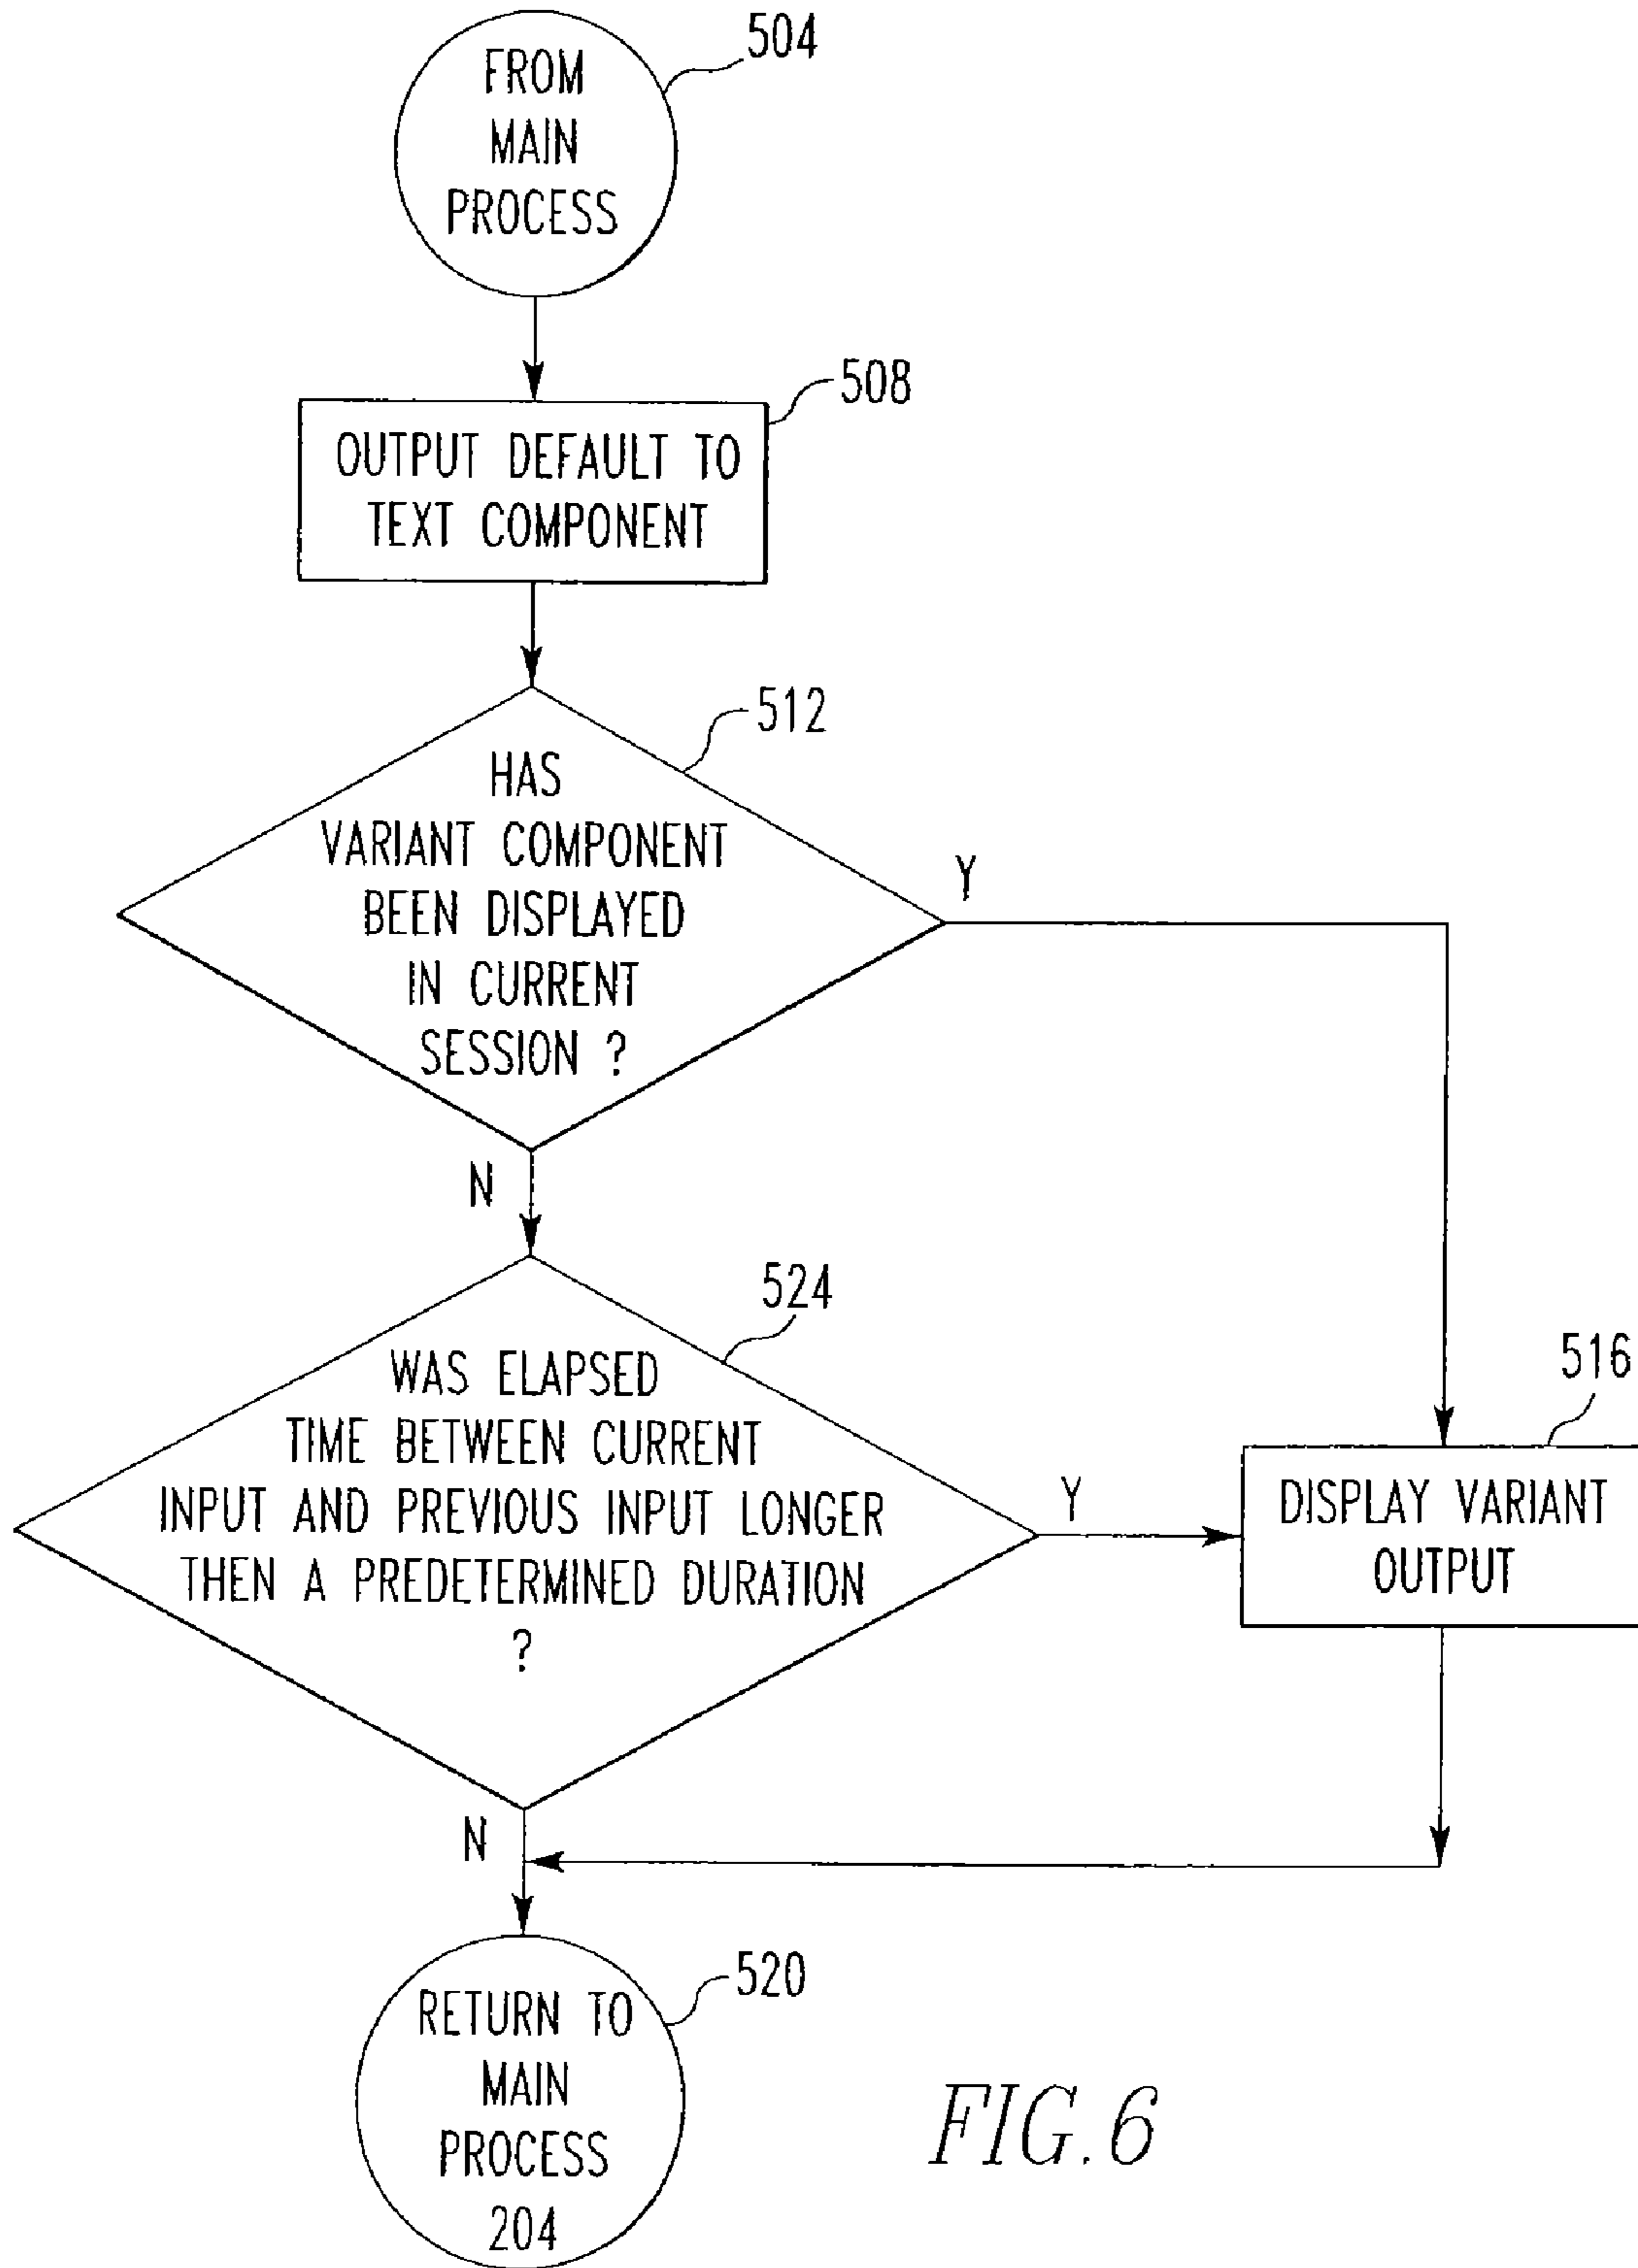 504
FROM
MAIN
PROCESS
508
OUTPUT DEFAULT TO
TEXT COMPONENT
512
HAS
VARIANT COMPONENT
BEEN DISPLAYED
IN CURRENT
SESSION ?
Y
N
524
WAS ELAPSED
TIME BETWEEN CURRENT
INPUT AND PREVIOUS INPUT LONGER
THEN A PREDETERMINED DURATION
?
Y
516
DISPLAY VARIANT
OUTPUT
N
520
RETURN TO
MAIN
PROCESS
204
FIG.6